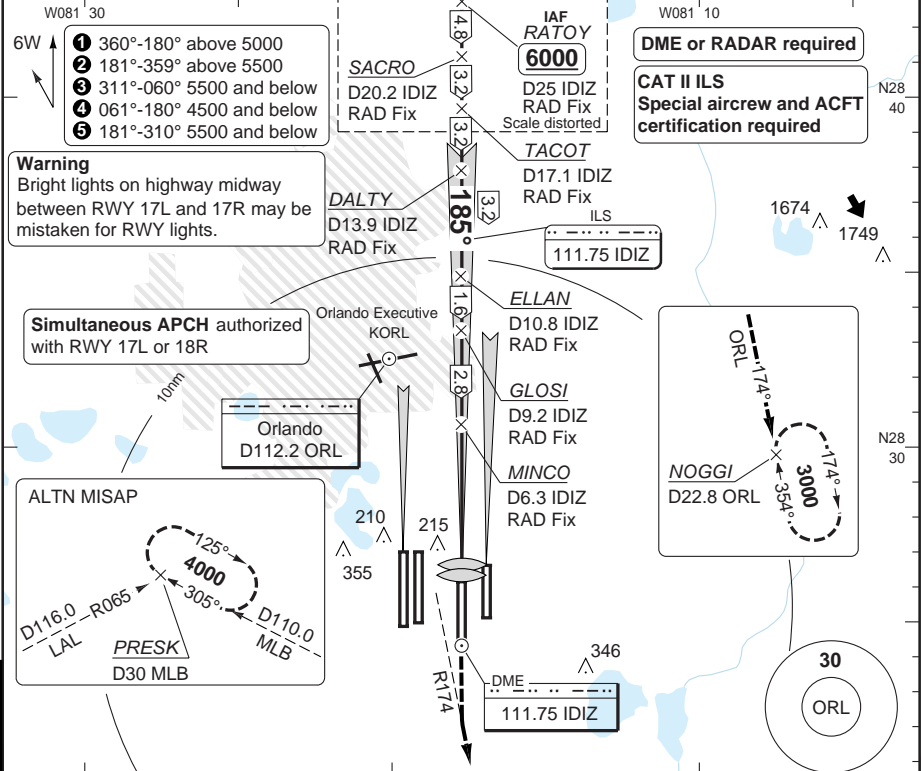 W081 30
W081 10
6W
1 360°-180° above 5000
2 181°-359° above 5500
3 311°-060° 5500 and below
4 061°-180° 4500 and below
5 181°-310° 5500 and below
4.8
IAF
RATOY
6000
D25 IDIZ
RAD Fix
Scale distorted
SACRO
D20.2 IDIZ
RAD Fix
3.2
DME or RADAR required
CAT II ILS
Special aircrew and ACFT
certification required
N28
40
Warning
Bright lights on highway midway
between RWY 17L and 17R may be
mistaken for RWY lights.
3.2
TACOT
D17.1 IDIZ
RAD Fix
DALTY
D13.9 IDIZ
RAD Fix
185°
3.2
ILS
111.75 IDIZ
1674
1749
Simultaneous APCH authorized
with RWY 17L or 18R
10nm
Orlando Executive
KORL
1.6
ELLAN
D10.8 IDIZ
RAD Fix
2.8
GLOSI
D9.2 IDIZ
RAD Fix
Orlando
D112.2 ORL
MINCO
D6.3 IDIZ
RAD Fix
ORL
174°
NOGGI
D22.8 ORL
174°
3000
354°
N28
30
ALTN MISAP
125°
4000
305°
D116.0
LAL
R065
D110.0
MLB
PRESK
D30 MLB
210
215
355
346
R174
DME
111.75 IDIZ
30
ORL